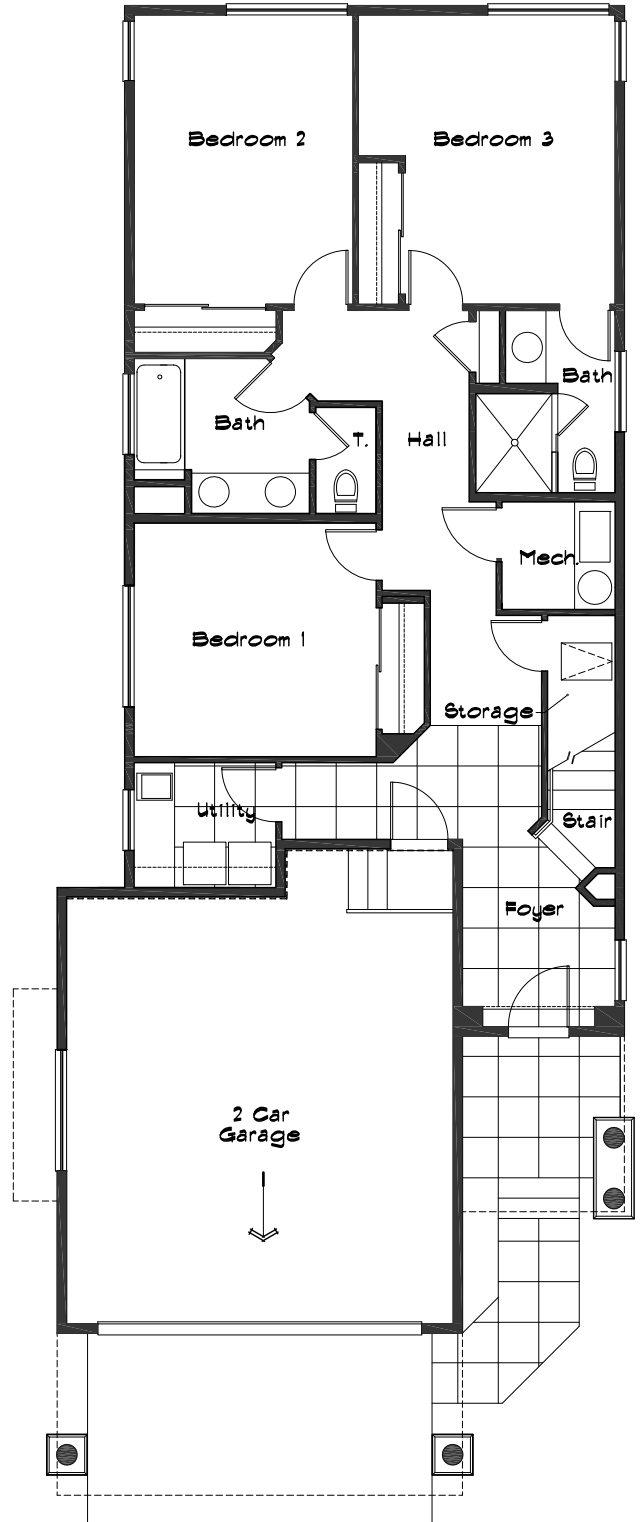 Bedroom 2
Bedroom 3
Bath
Bath
T.
Hall
Mech.
Bedroom 1
Storage
Utility
Stair
Foyer
2 Car
Garage